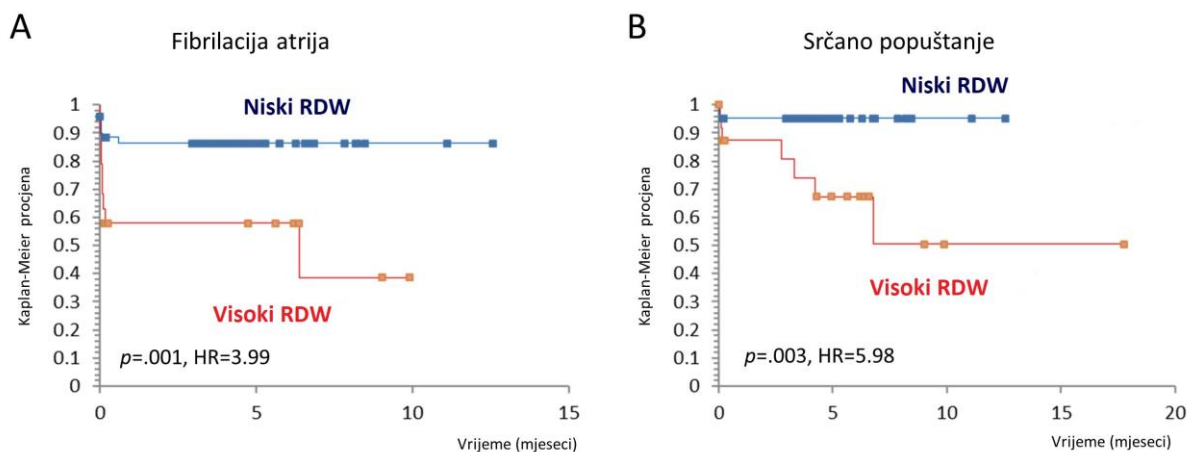 A
Fibrilacija atrija
Niski RDW
Kaplan-Meier procjena
1
0.9
0.8
0.7
0.6
0.5
0.4
0.3
0.2
0.1
0
Visoki RDW
p=.001, HR=3.99
0 5 10 15
Vrijeme (mjeseci)
B
Srčano popuštanje
Niski RDW
Kaplan-Meier procjena
1
0.9
0.8
0.7
0.6
0.5
0.4
0.3
0.2
0.1
0
Visoki RDW
p=.003, HR=5.98
0 5 10 15 20
Vrijeme (mjeseci)